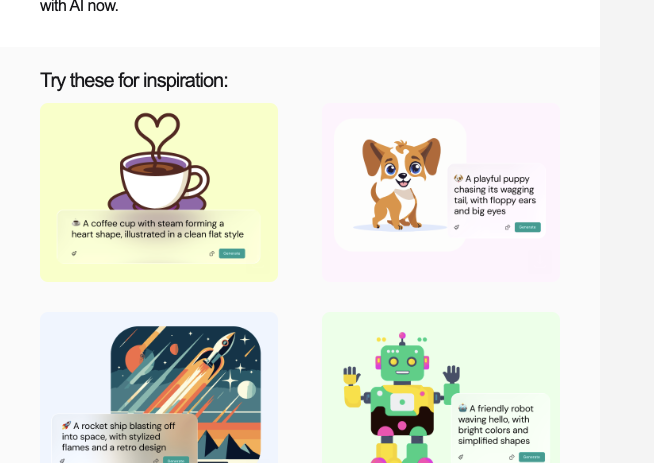 with AI now.
Try these for inspiration:
☕ A coffee cup with steam forming a
heart shape, illustrated in a clean flat style
Generate
🐶 A playful puppy
chasing its wagging
tail, with floppy ears
and big eyes
Generate
🚀 A rocket ship blasting off
into space, with stylized
flames and a retro design
Generate
🤖 A friendly robot
waving hello, with
bright colors and
simplified shapes
Generate